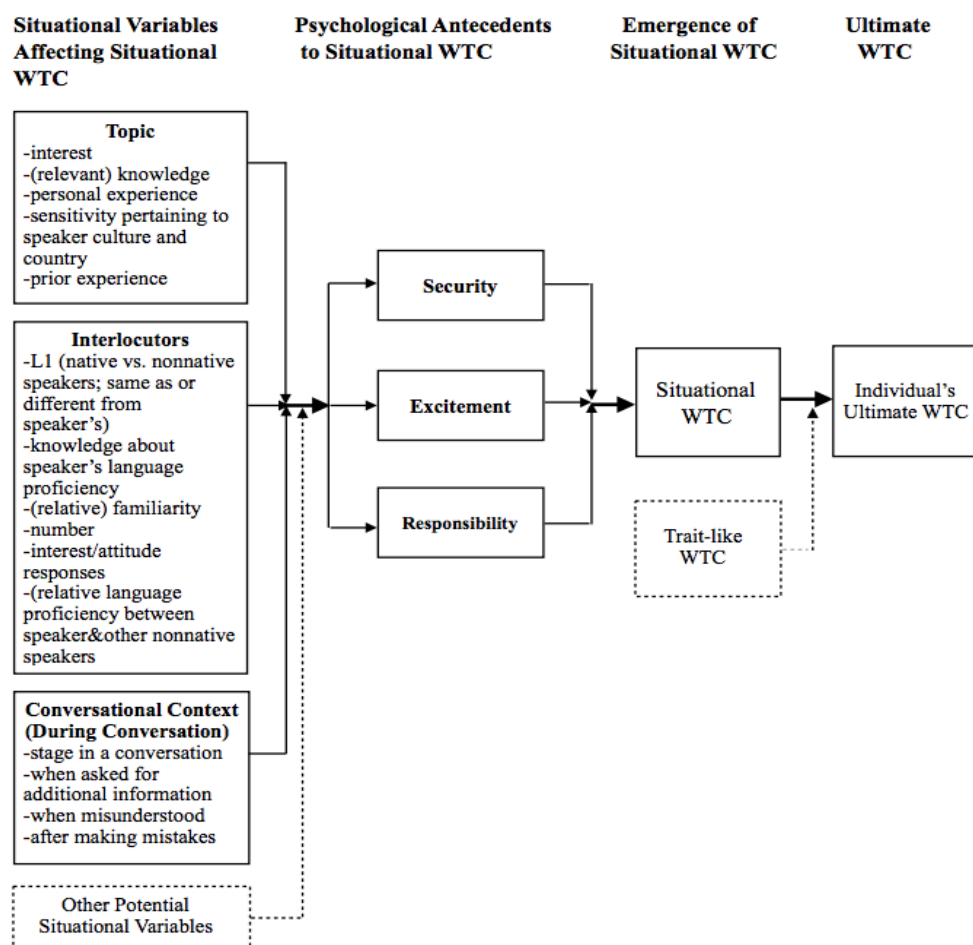 Situational Variables
Affecting Situational
WTC
Psychological Antecedents
to Situational WTC
Emergence of
Situational WTC
Ultimate
WTC
Topic
-interest
-(relevant) knowledge
-personal experience
-sensitivity pertaining to
speaker culture and
country
-prior experience
Interlocutors
-L1 (native vs. nonnative
speakers; same as or
different from
speaker's)
-knowledge about
speaker's language
proficiency
-(relative) familiarity
-number
-interest/attitude
responses
-(relative language
proficiency between
speaker&other nonnative
speakers
Conversational Context
(During Conversation)
-stage in a conversation
-when asked for
additional information
-when misunderstood
-after making mistakes
Other Potential
Situational Variables
Security
Excitement
Responsibility
Situational
WTC
Trait-like
WTC
Individual's
Ultimate WTC